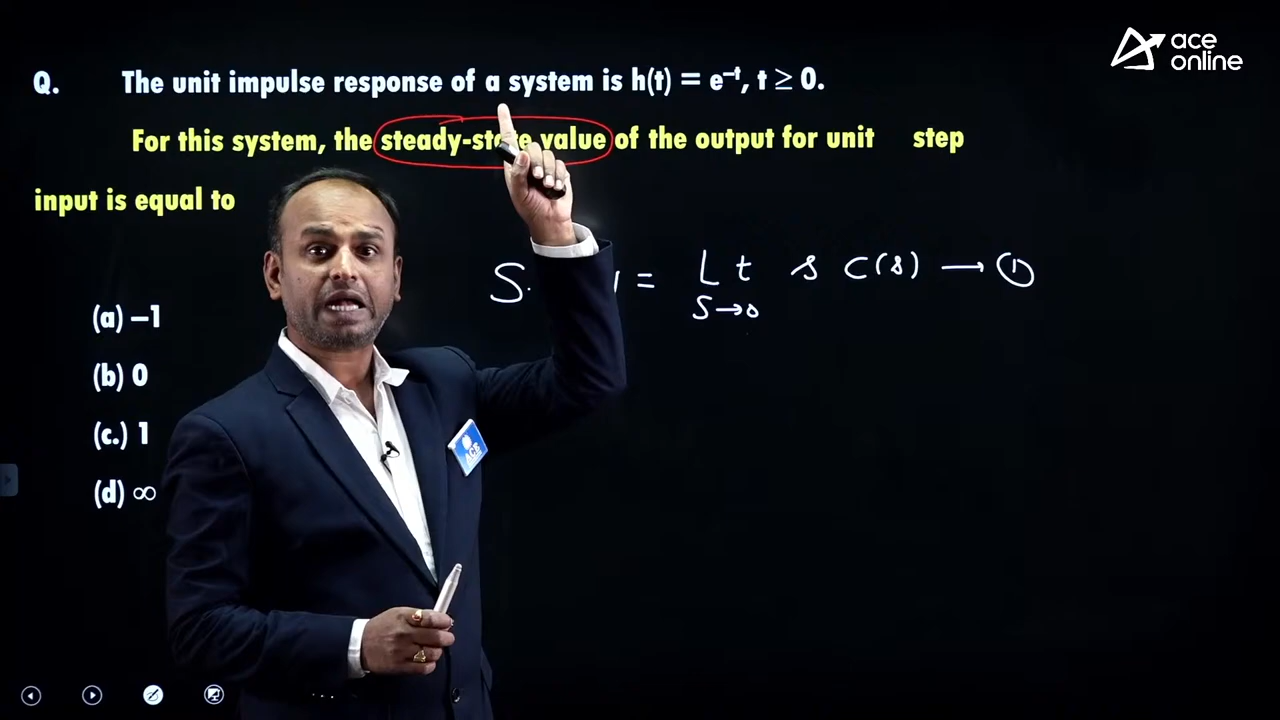 ace
online
Q. The unit impulse response of a system is h(t) = e⁻ᵗ, t ≥ 0.
For this system, the steady-state value of the output for unit step
input is equal to
S. = Lt s C(s) → ①
S→0
(a) –1
(b) 0
(c.) 1
(d) ∞
ACE